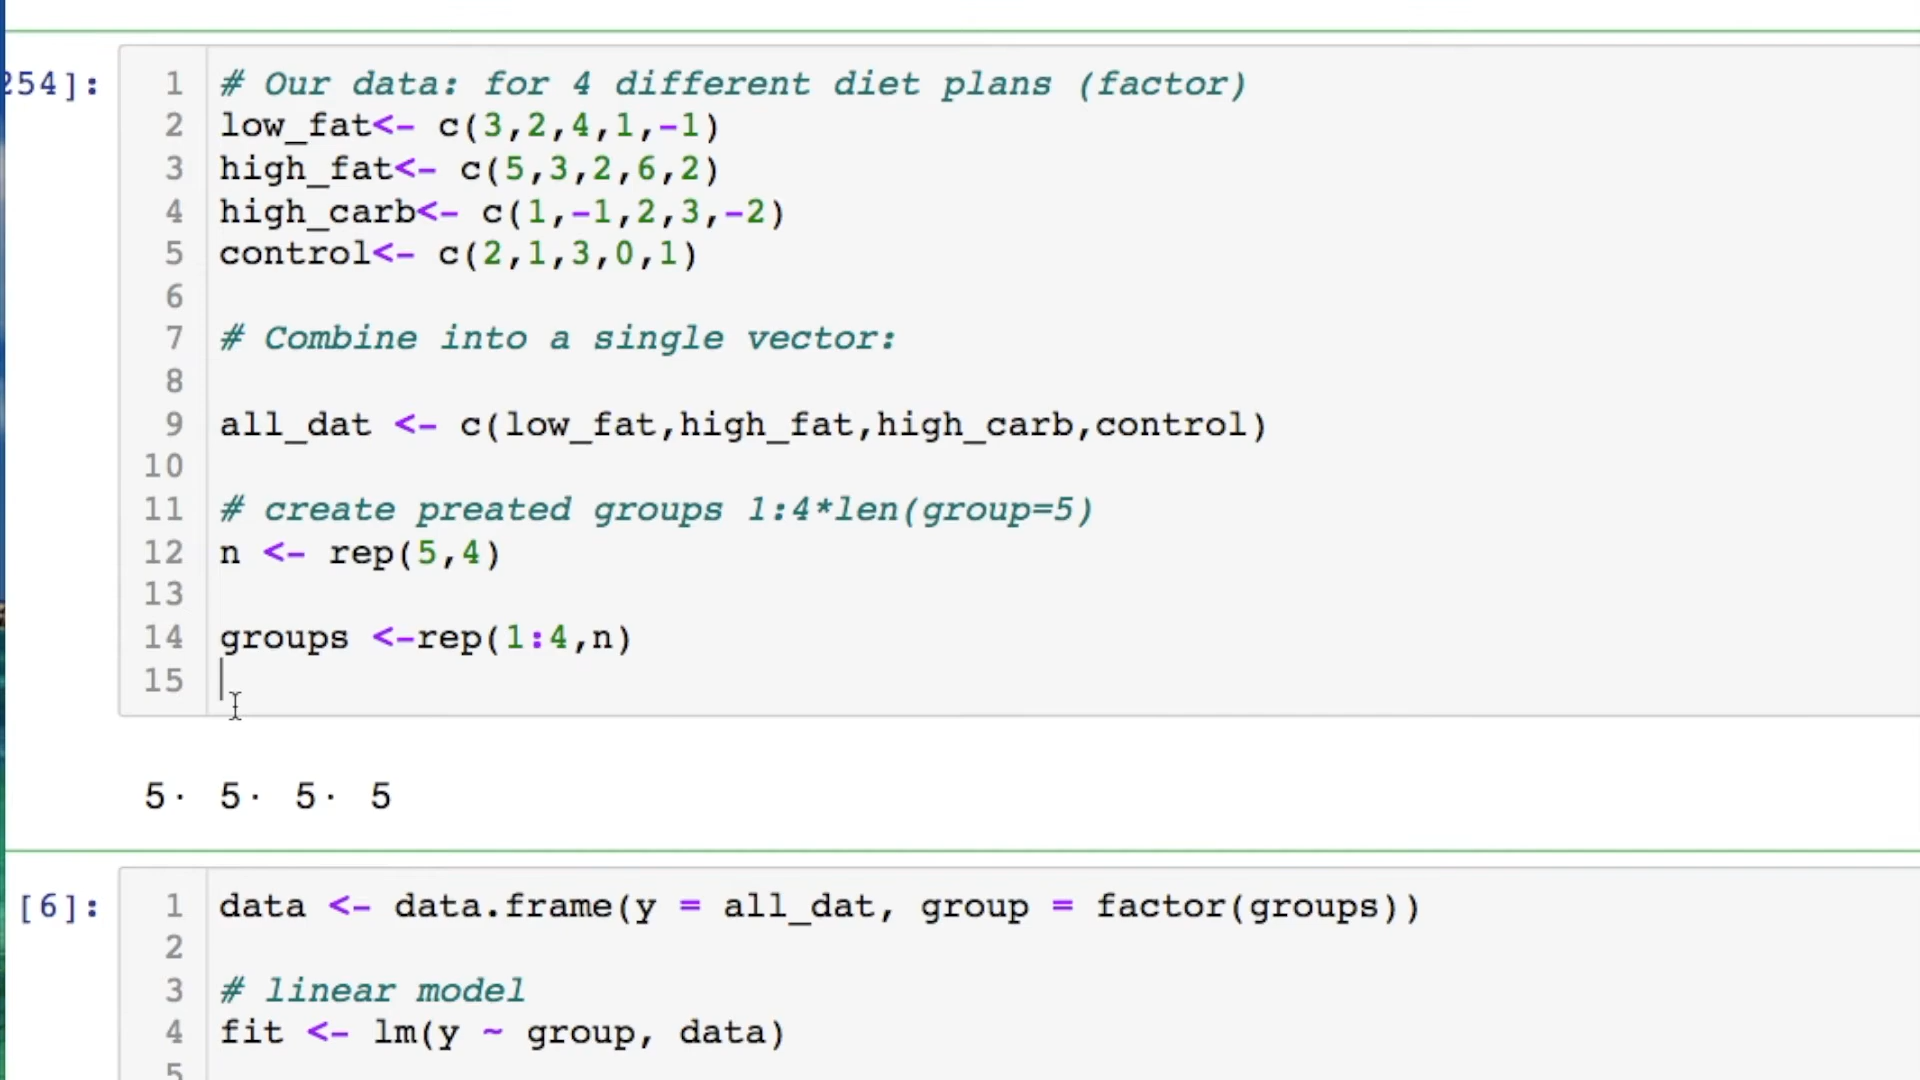 254]:
1 # Our data: for 4 different diet plans (factor)
2 low_fat<- c(3,2,4,1,-1)
3 high_fat<- c(5,3,2,6,2)
4 high_carb<- c(1,-1,2,3,-2)
5 control<- c(2,1,3,0,1)
6
7 # Combine into a single vector:
8
9 all_dat <- c(low_fat,high_fat,high_carb,control)
10
11 # create preated groups 1:4*len(group=5)
12 n <- rep(5,4)
13
14 groups <-rep(1:4,n)
15
5· 5· 5· 5
[6]:
1 data <- data.frame(y = all_dat, group = factor(groups))
2
3 # linear model
4 fit <- lm(y ~ group, data)
5